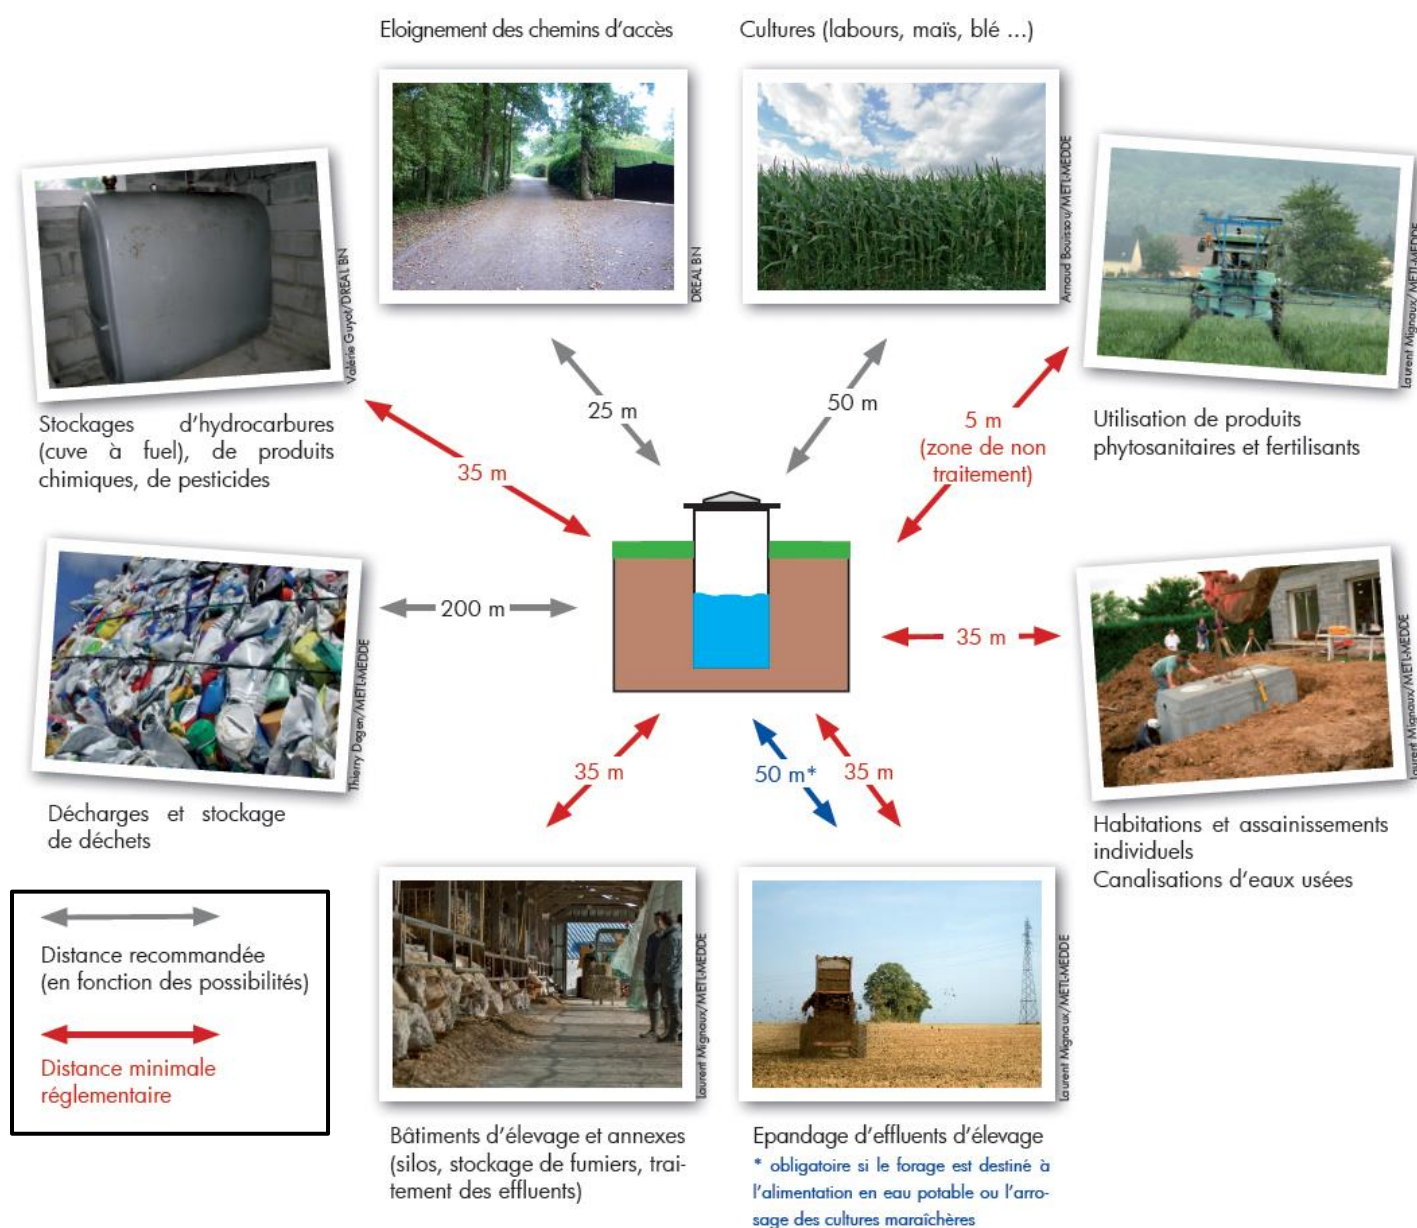 Eloignement des chemins d'accès
Cultures (labours, maïs, blé ...)
DREAL BN
Arnaud Bouissou/METL-MEDDE
Valérie Guyot/DREAL BN
Laurent Mignaux/METL-MEDDE
Stockages d'hydrocarbures
(cuve à fuel), de produits
chimiques, de pesticides
Utilisation de produits
phytosanitaires et fertilisants
25 m
50 m
5 m
(zone de non
traitement)
35 m
200 m
35 m
Thierry Degen/METL-MEDDE
Laurent Mignaux/METL-MEDDE
Décharges et stockage
de déchets
35 m
50 m*
35 m
Habitations et assainissements
individuels
Canalisations d'eaux usées
Distance recommandée
(en fonction des possibilités)
Distance minimale
réglementaire
Laurent Mignaux/METL-MEDDE
Laurent Mignaux/METL-MEDDE
Bâtiments d'élevage et annexes
(silos, stockage de fumiers, trai-
tement des effluents)
Epandage d'effluents d'élevage
* obligatoire si le forage est destiné à
l'alimentation en eau potable ou l'arro-
sage des cultures maraîchères